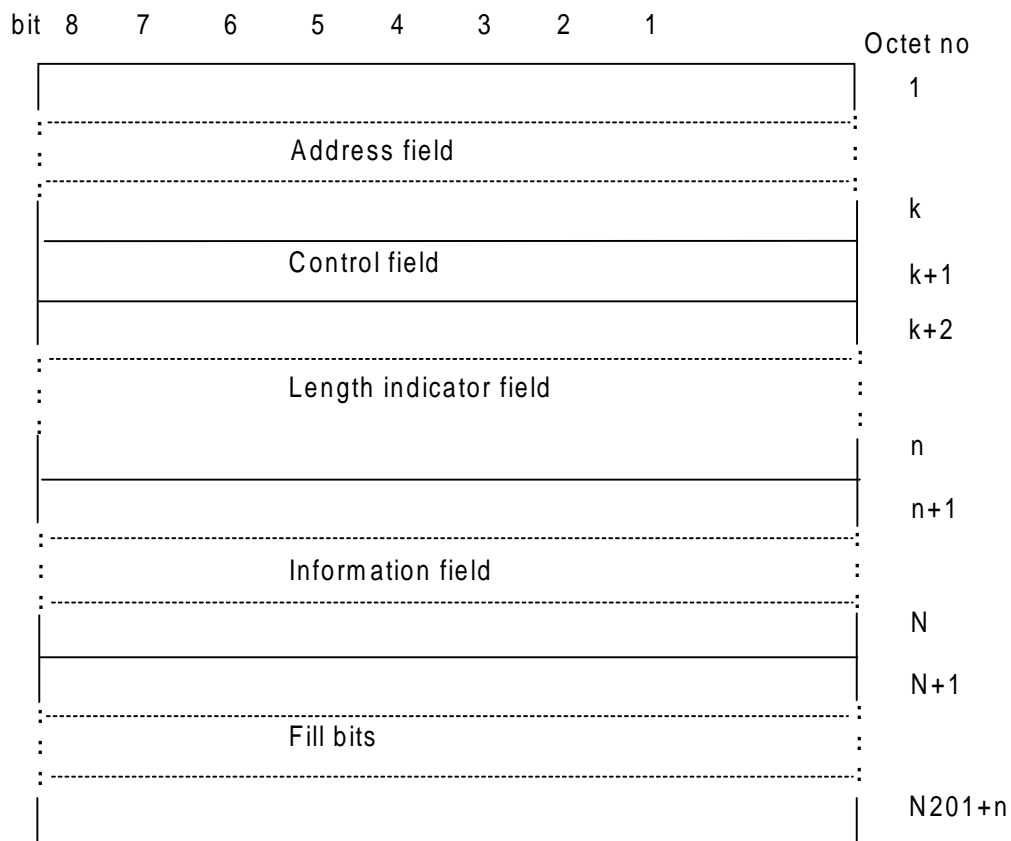 bit 8 7 6 5 4 3 2 1
Octet no
1
Address field
k
Control field
k+1
k+2
Length indicator field
n
n+1
Information field
N
N+1
Fill bits
N201+n